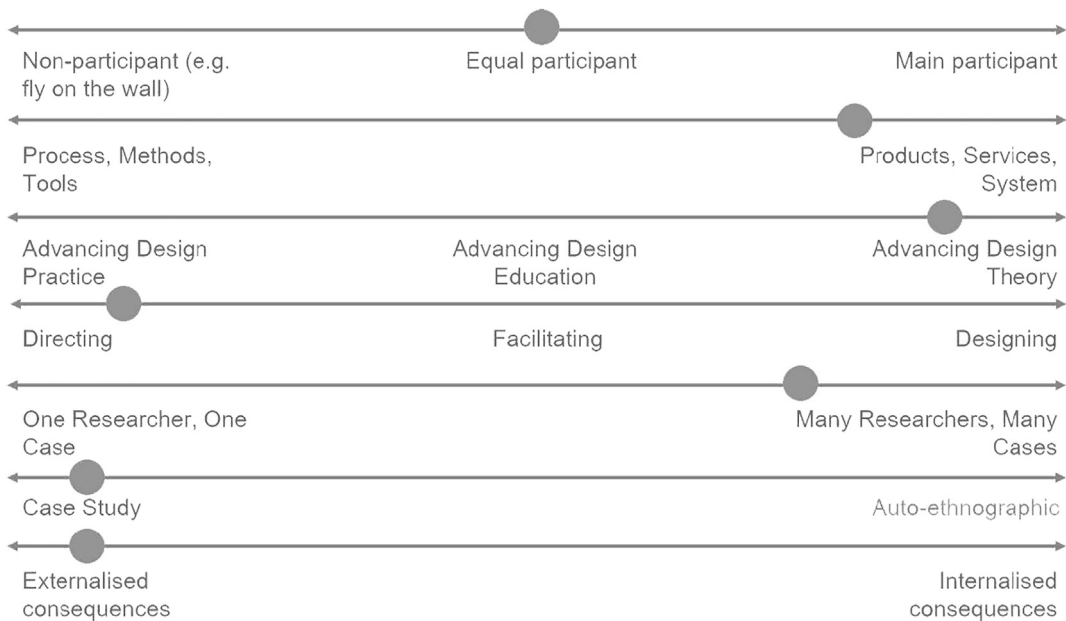 Non-participant (e.g. fly on the wall)
Equal participant
Main participant
Process, Methods, Tools
Products, Services, System
Advancing Design Practice
Advancing Design Education
Advancing Design Theory
Directing
Facilitating
Designing
One Researcher, One Case
Many Researchers, Many Cases
Case Study
Auto-ethnographic
Externalised consequences
Internalised consequences